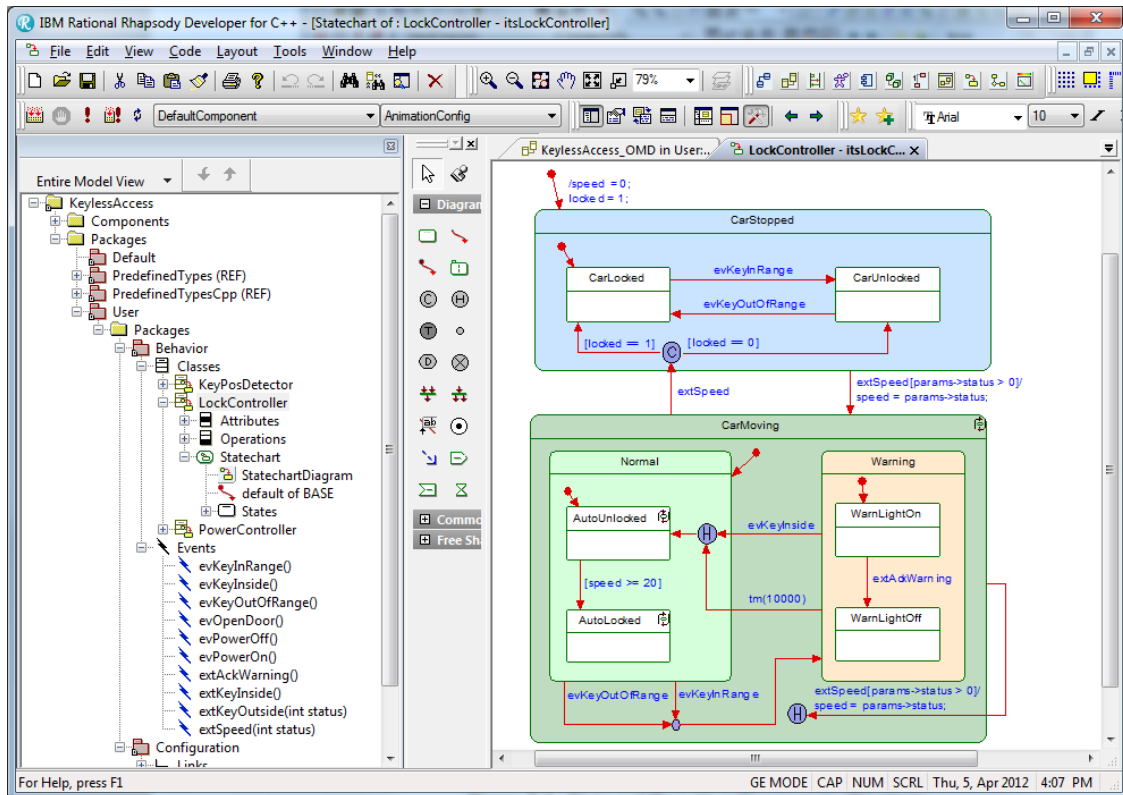 IBM Rational Rhapsody Developer for C++ - [Statechart of : LockController - itsLockController]
File Edit View Code Layout Tools Window Help
79%
DefaultComponent
AnimationConfig
Arial
10
Entire Model View
KeylessAccess
Components
Packages
Default
PredefinedTypes (REF)
PredefinedTypesCpp (REF)
User
Packages
Behavior
Classes
KeyPosDetector
LockController
Attributes
Operations
Statechart
StatechartDiagram
default of BASE
States
PowerController
Events
evKeyInRange()
evKeyInside()
evKeyOutOfRange()
evOpenDoor()
evPowerOff()
evPowerOn()
extAckWarning()
extKeyInside()
extKeyOutside(int status)
extSpeed(int status)
Configuration
Links
Diagran
C
H
T
D
ab
Commo
Free Sh
KeylessAccess_OMD in User:...
LockController - itsLockC... X
/speed =0;
locked = 1;
CarStopped
CarLocked
evKeyInRange
CarUnlocked
evKeyOutOfRange
[locked == 1]
C
[locked == 0]
extSpeed
extSpeed[params->status > 0]/
speed = params->status;
CarMoving
Normal
Warning
AutoUnlocked
H
evKeyInside
WarnLightOn
[speed >= 20]
extAckWarning
tm(10000)
AutoLocked
WarnLightOff
evKeyOutOfRange
evKeyInRange
extSpeed[params->status > 0]/
speed = params->status;
H
For Help, press F1
GE MODE CAP NUM SCRL Thu, 5, Apr 2012 4:07 PM